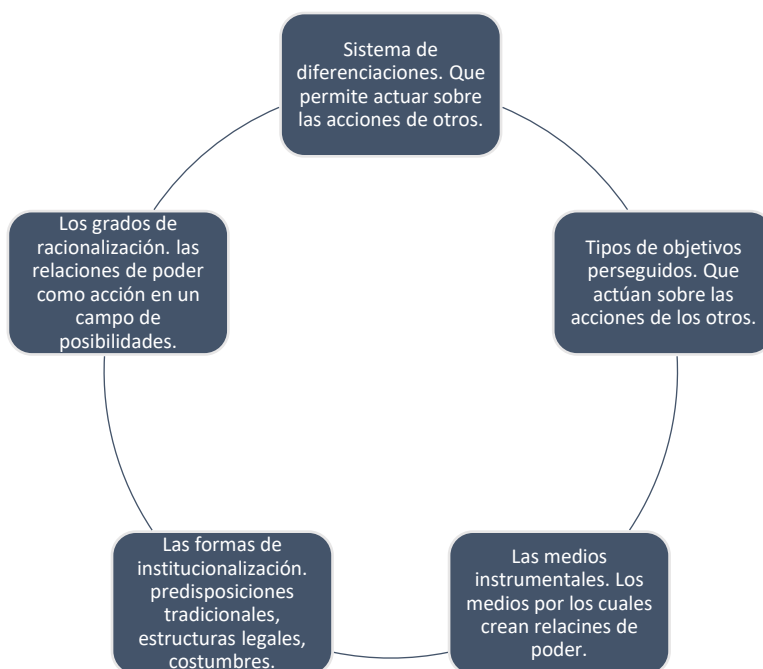 Sistema de
diferenciaciones. Que
permite actuar sobre
las acciones de otros.
Tipos de objetivos
perseguidos. Que
actúan sobre las
acciones de los otros.
Las medios
instrumentales. Los
medios por los cuales
crean relacines de
poder.
Las formas de
institucionalización.
predisposiciones
tradicionales,
estructuras legales,
costumbres.
Los grados de
racionalización. las
relaciones de poder
como acción en un
campo de
posibilidades.